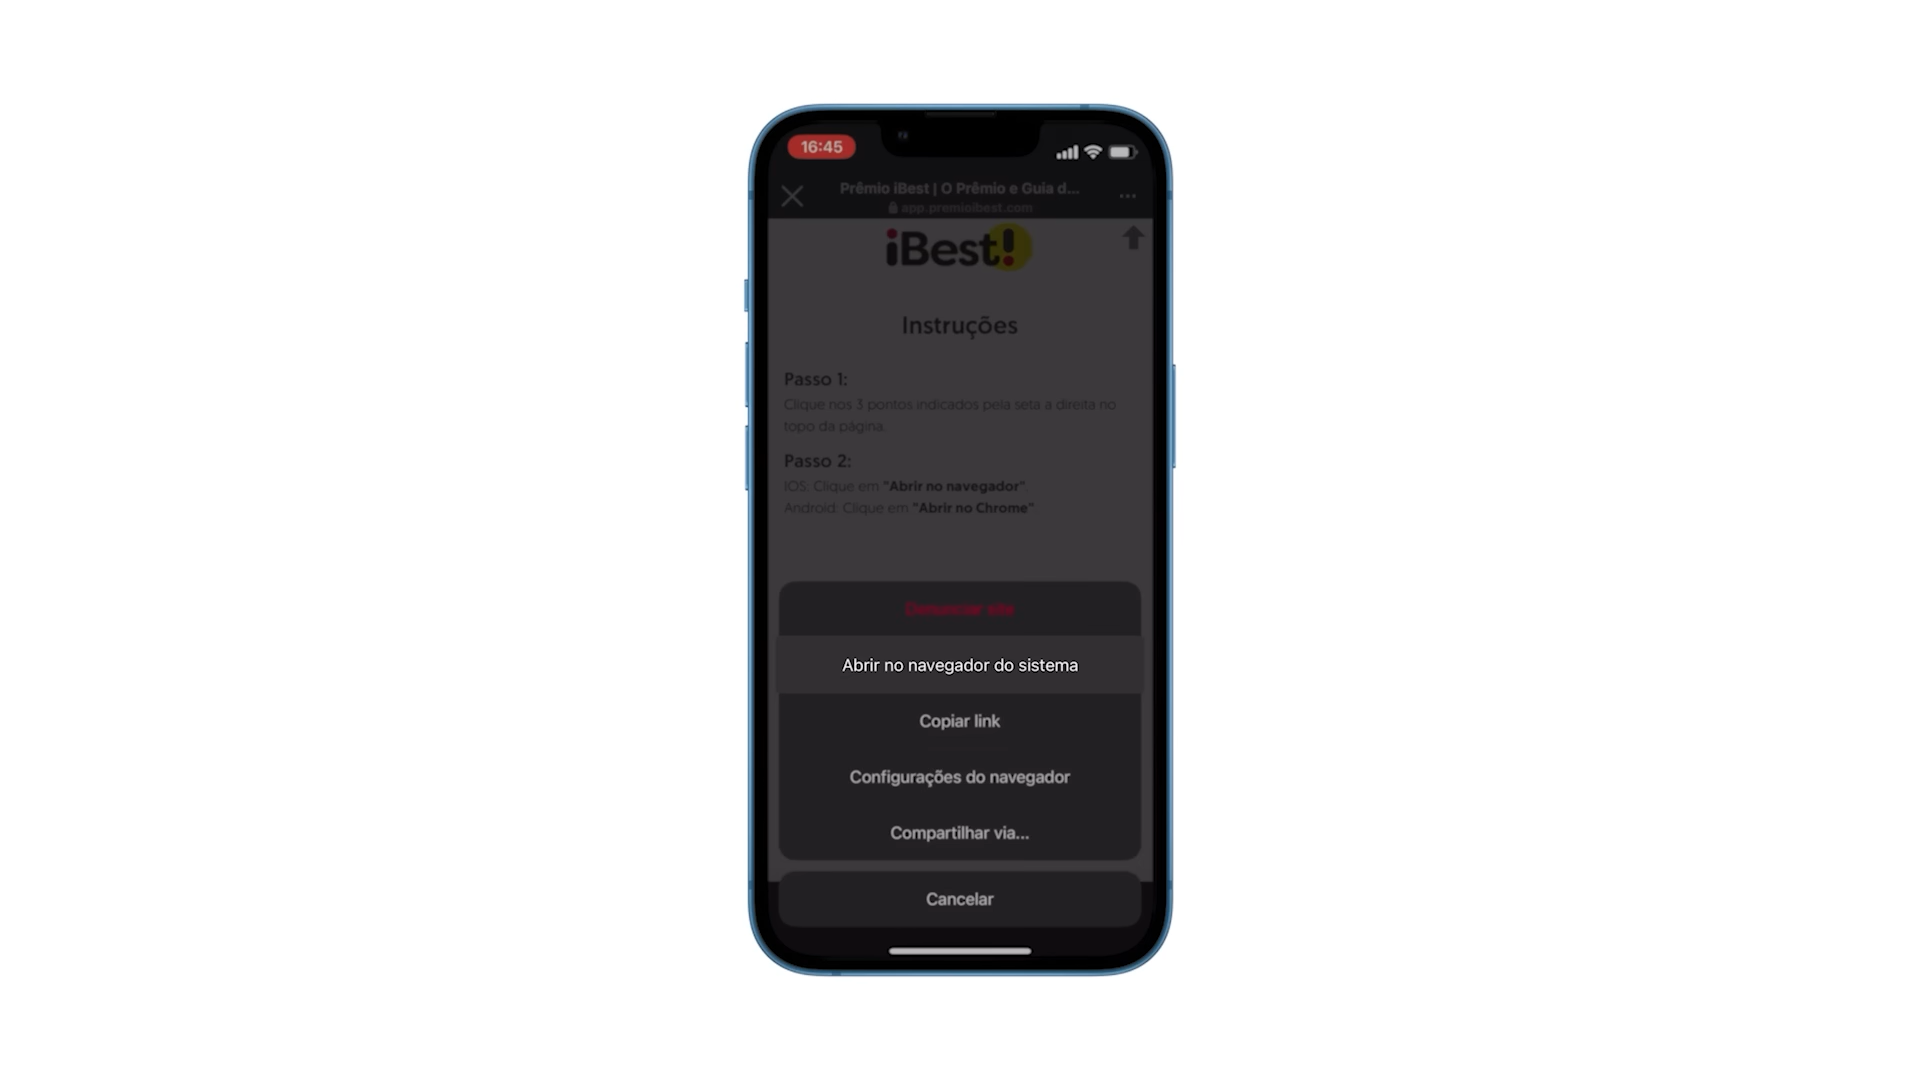 16:45
Prêmio iBest | O Prêmio e Guia d...
app.premioibest.com
iBest!
Instruções
Passo 1:
Clique nos 3 pontos indicados pela seta a direita no
topo da página.
Passo 2:
IOS: Clique em "Abrir no navegador".
Android: Clique em "Abrir no Chrome"
Denunciar site
Abrir no navegador do sistema
Copiar link
Configurações do navegador
Compartilhar via...
Cancelar